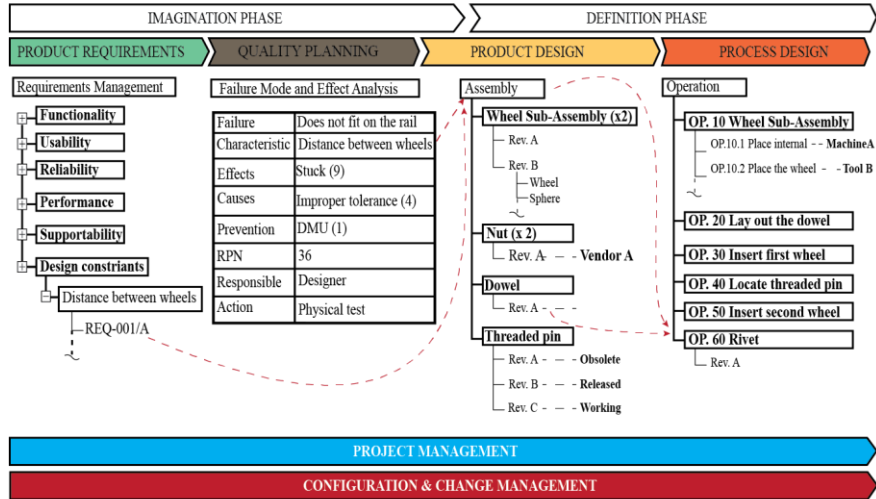 IMAGINATION PHASE
DEFINITION PHASE
PRODUCT REQUIREMENTS
QUALITY PLANNING
PRODUCT DESIGN
PROCESS DESIGN
Requirements Management
Functionality
Usability
Reliability
Performance
Supportability
Design constriants
Distance between wheels
REQ-001/A
Failure Mode and Effect Analysis
Failure Does not fit on the rail
Characteristic Distance between wheels
Effects Stuck (9)
Causes Improper tolerance (4)
Prevention DMU (1)
RPN 36
Responsible Designer
Action Physical test
Assembly
Wheel Sub-Assembly (x2)
Rev. A
Rev. B
Wheel
Sphere
Nut (x 2)
Rev. A - - - Vendor A
Dowel
Rev. A
Threaded pin
Rev. A - - - Obsolete
Rev. B - - - Released
Rev. C - - - Working
Operation
OP. 10 Wheel Sub-Assembly
OP.10.1 Place internal - - MachineA
OP.10.2 Place the wheel - - Tool B
OP. 20 Lay out the dowel
OP. 30 Insert first wheel
OP. 40 Locate threaded pin
OP. 50 Insert second wheel
OP. 60 Rivet
Rev. A
PROJECT MANAGEMENT
CONFIGURATION & CHANGE MANAGEMENT